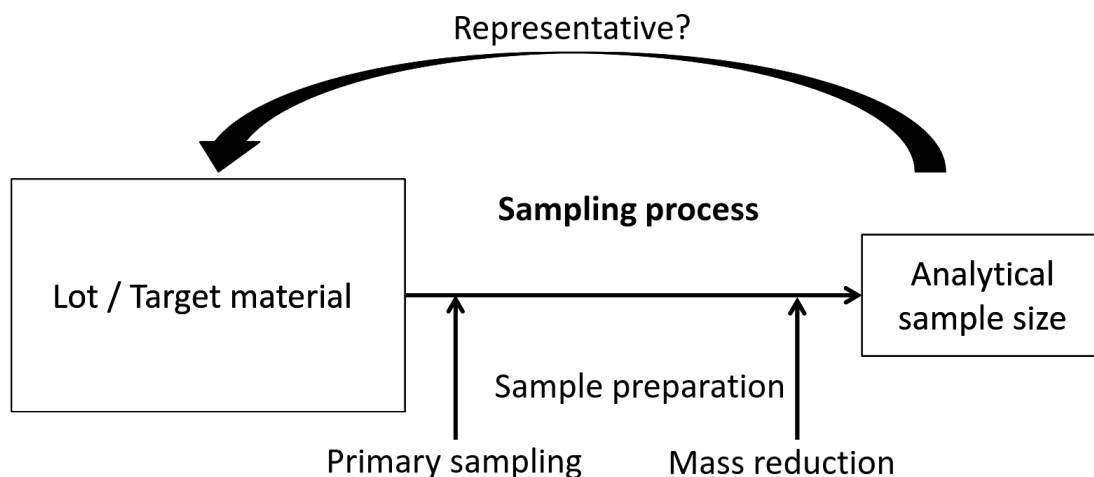 Representative?
Sampling process
Lot / Target material
Analytical
sample size
Sample preparation
Primary sampling
Mass reduction